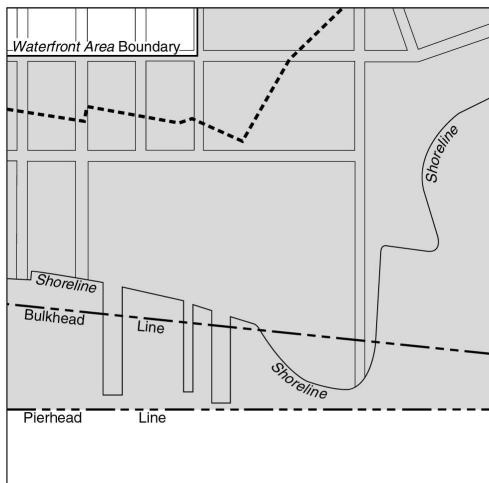 Waterfront Area Boundary
Shoreline
Shoreline
Bulkhead Line
Shoreline
Pierhead Line